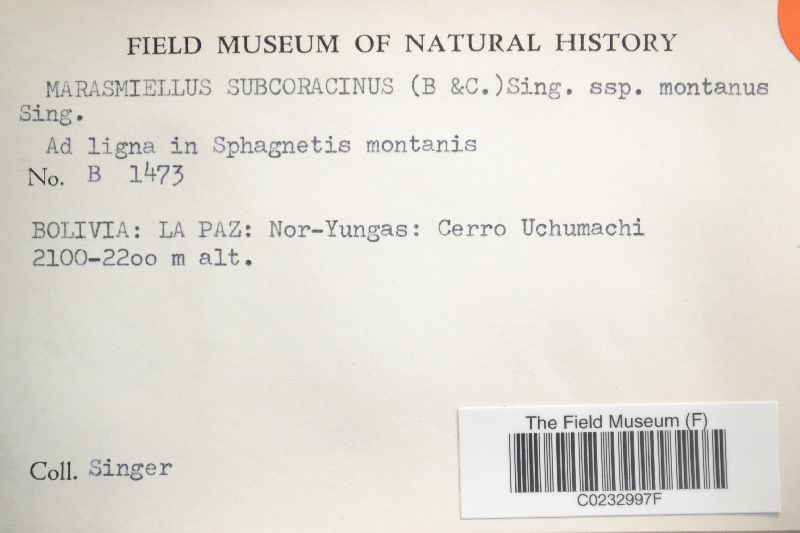 FIELD MUSEUM OF NATURAL HISTORY
MARASMIELLUS SUBCORACINUS (B &C.)Sing. ssp. montanus
Sing.
Ad ligna in Sphagnetis montanis
No. B 1473
BOLIVIA: LA PAZ: Nor-Yungas: Cerro Uchumachi
2100-22oo m alt.
Coll. Singer
The Field Museum (F)
C0232997F